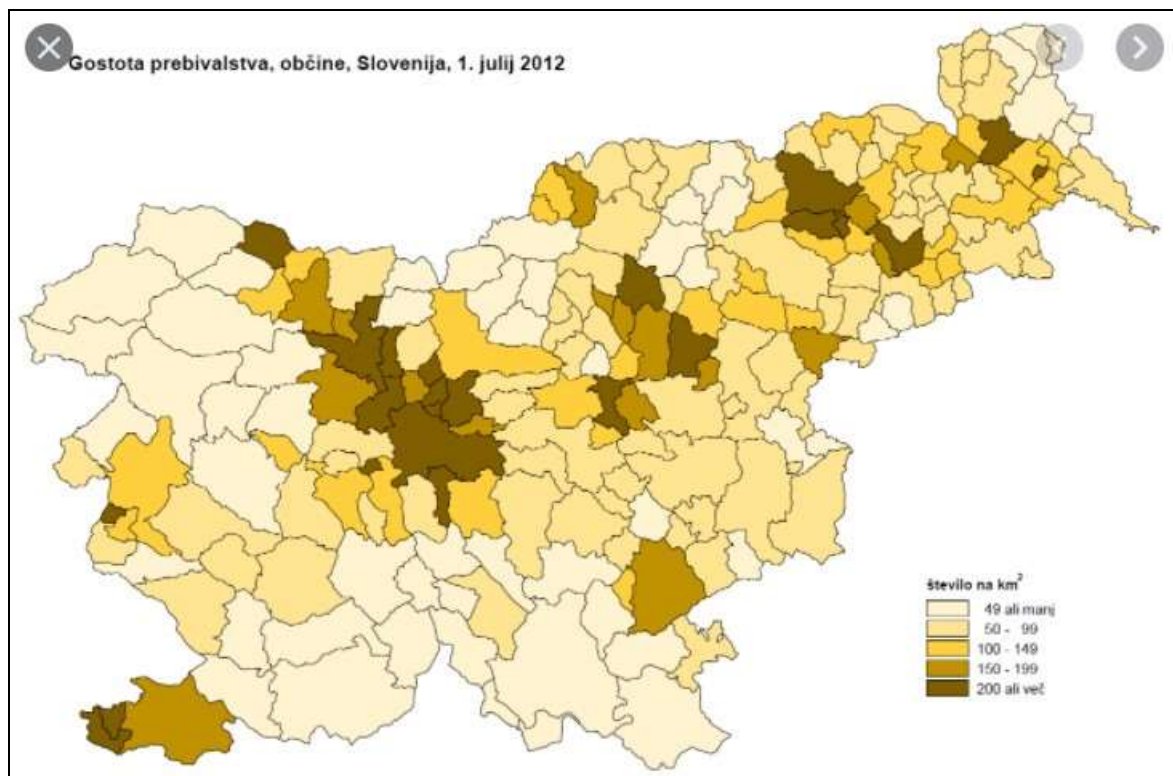 Gostota prebivalstva, občine, Slovenija, 1. julij 2012
število na km²
49 ali manj
50 - 99
100 - 149
150 - 199
200 ali več